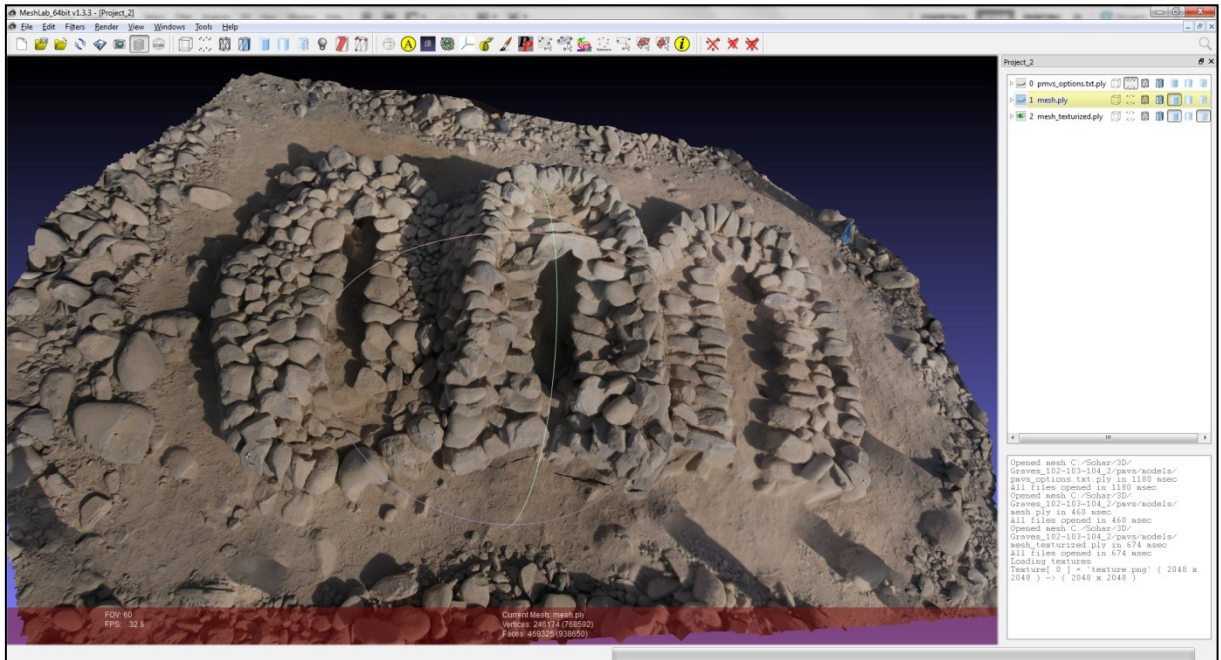 MeshLab_64bit v1.3.3 - [Project_2]
File Edit Filters Render View Windows Tools Help
A
i
Project_2
0 pmvs_options.txt.ply
1 mesh.ply
2 mesh_texturized.ply
Opened mesh C:/Sohar/3D/
Graves_102-103-104_2/pmvs/models/
pmvs_options.txt.ply in 1180 msec
All files opened in 1180 msec
Opened mesh C:/Sohar/3D/
Graves_102-103-104_2/pmvs/models/
mesh.ply in 460 msec
All files opened in 460 msec
Opened mesh C:/Sohar/3D/
Graves_102-103-104_2/pmvs/models/
mesh_texturized.ply in 674 msec
All files opened in 674 msec
Loading textures
Texture[ 0 ] = 'texture.png' ( 2048 x
2048 ) -> ( 2048 x 2048 )
FOV: 60
FPS: 32.6
Current Mesh: mesh.ply
Vertices: 246174 (768592)
Faces: 469325 (938650)